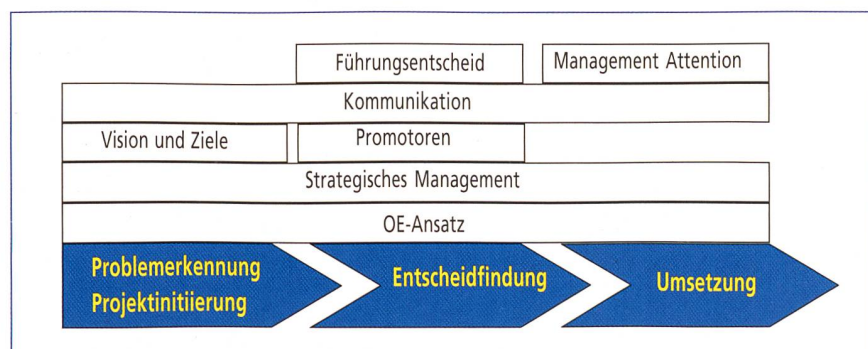 Führungsentscheid
Management Attention
Kommunikation
Vision und Ziele
Promotoren
Strategisches Management
OE-Ansatz
Problemerkennung
Projektinitiierung
Entscheidfindung
Umsetzung